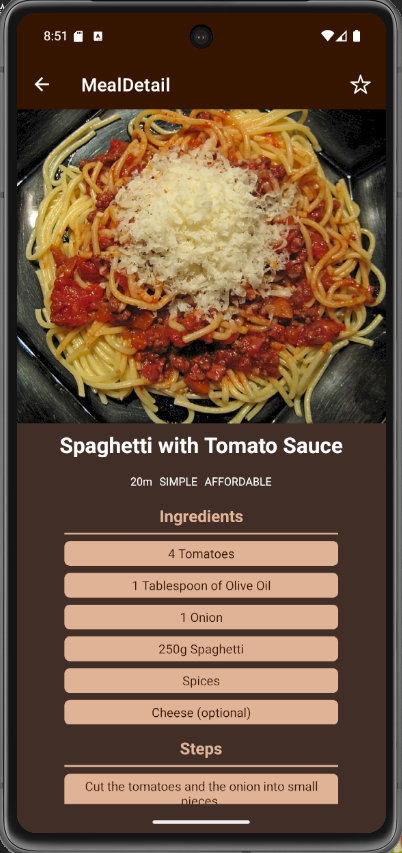 8:51
MealDetail
Spaghetti with Tomato Sauce
20m SIMPLE AFFORDABLE
Ingredients
4 Tomatoes
1 Tablespoon of Olive Oil
1 Onion
250g Spaghetti
Spices
Cheese (optional)
Steps
Cut the tomatoes and the onion into small
pieces.